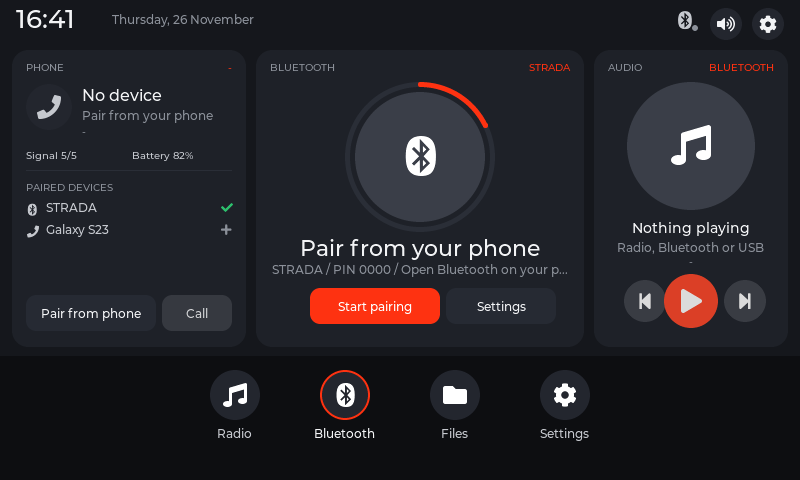 16:41
Thursday, 26 November
PHONE
-
No device
Pair from your phone
-
Signal 5/5
Battery 82%
PAIRED DEVICES
STRADA
Galaxy S23
Pair from phone
Call
BLUETOOTH
STRADA
Pair from your phone
STRADA / PIN 0000 / Open Bluetooth on your p...
Start pairing
Settings
AUDIO
BLUETOOTH
Nothing playing
Radio, Bluetooth or USB
-
Radio
Bluetooth
Files
Settings